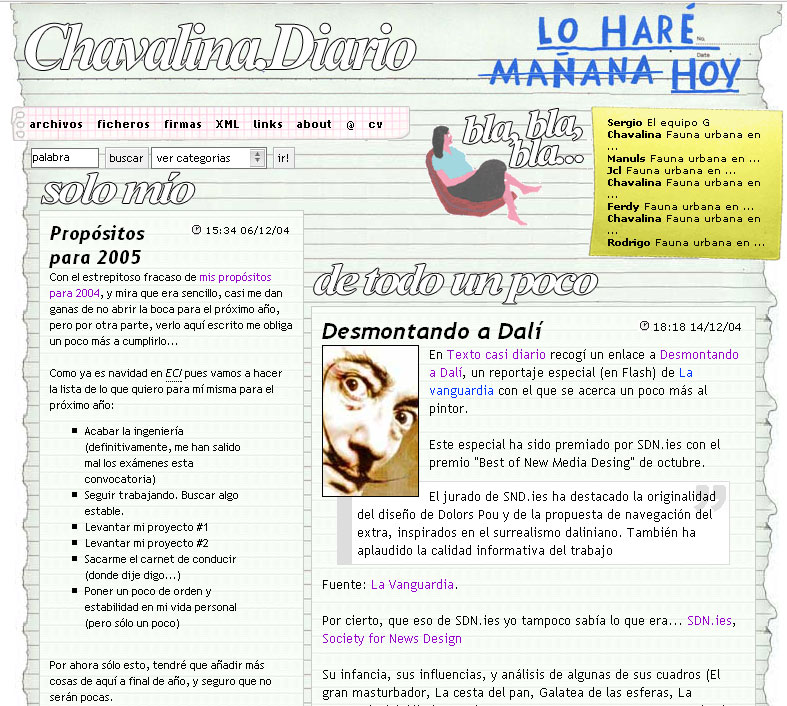 Chavalina.Diario
LO HARÉ
MAÑANA HOY
No.
Date
archivos ficheros firmas XML links about @ cv
palabra buscar ver categorias ir!
bla, bla,
bla...
Sergio El equipo G
Chavalina Fauna urbana en
...
Manuls Fauna urbana en ...
Jcl Fauna urbana en ...
Chavalina Fauna urbana en
...
Ferdy Fauna urbana en ...
Chavalina Fauna urbana en
...
Rodrigo Fauna urbana en ...
solo mío
Propósitos
para 2005
15:34 06/12/04
Con el estrepitoso fracaso de mis propósitos
para 2004, y mira que era sencillo, casi me dan
ganas de no abrir la boca para el próximo año,
pero por otra parte, verlo aquí escrito me obliga
un poco más a cumplirlo...
Como ya es navidad en ECI pues vamos a hacer
la lista de lo que quiero para mí misma para el
próximo año:
Acabar la ingeniería
(definitivamente, me han salido
mal los exámenes esta
convocatoria)
Seguir trabajando. Buscar algo
estable.
Levantar mi proyecto #1
Levantar mi proyecto #2
Sacarme el carnet de conducir
(donde dije digo...)
Poner un poco de orden y
estabilidad en mi vida personal
(pero sólo un poco)
Por ahora sólo esto, tendré que añadir más
cosas de aquí a final de año, y seguro que no
serán pocas.
de todo un poco
Desmontando a Dalí
18:18 14/12/04
En Texto casi diario recogí un enlace a Desmontando
a Dalí, un reportaje especial (en Flash) de La
vanguardia con el que se acerca un poco más al
pintor.
Este especial ha sido premiado por SDN.ies con el
premio "Best of New Media Desing" de octubre.
El jurado de SND.ies ha destacado la originalidad
del diseño de Dolors Pou y de la propuesta de navegación del
extra, inspirados en el surrealismo daliniano. También ha
aplaudido la calidad informativa del trabajo
Fuente: La Vanguardia.
Por cierto, que eso de SDN.ies yo tampoco sabía lo que era... SDN.ies,
Society for News Design
Su infancia, sus influencias, y análisis de algunas de sus cuadros (El
gran masturbador, La cesta del pan, Galatea de las esferas, La